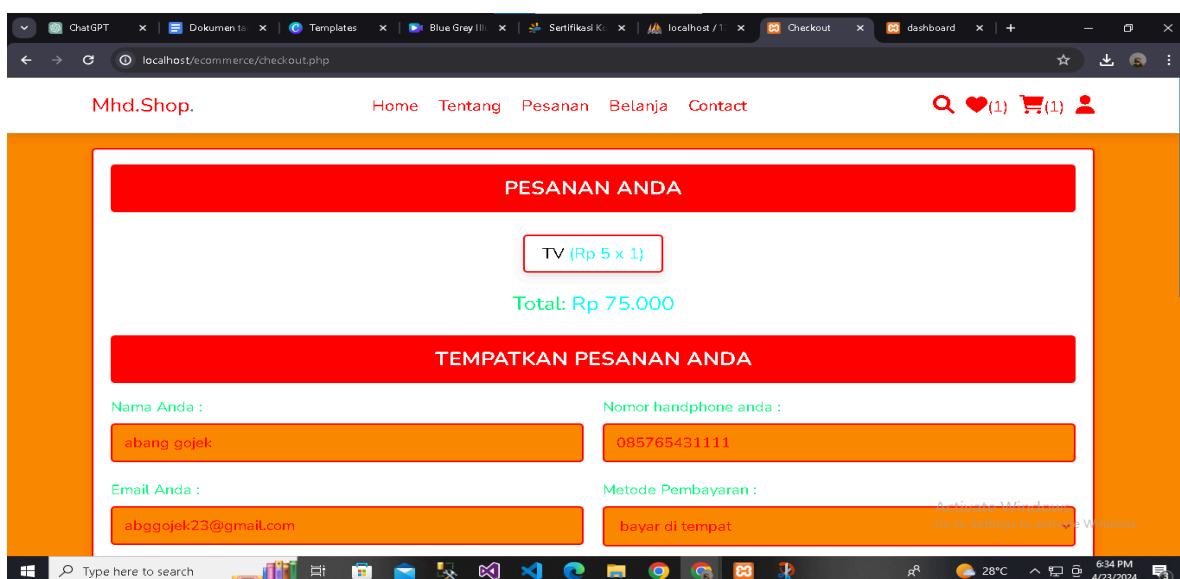 ChatGPT
Dokumen ta
Templates
Blue Grey Ill
Sertifikasi Ko
localhost / 1
Checkout
dashboard
localhost/ecommerce/checkout.php
Mhd.Shop.
Home Tentang Pesanan Belanja Contact
(1) (1)
PESANAN ANDA
TV (Rp 5 x 1)
Total: Rp 75.000
TEMPATKAN PESANAN ANDA
Nama Anda :
Nomor handphone anda :
abang gojek
085765431111
Email Anda :
Metode Pembayaran :
abggojek23@gmail.com
bayar di tempat
Activate Windows
Go to Settings to activate Windows.
Type here to search
28°C
6:34 PM
4/23/2024